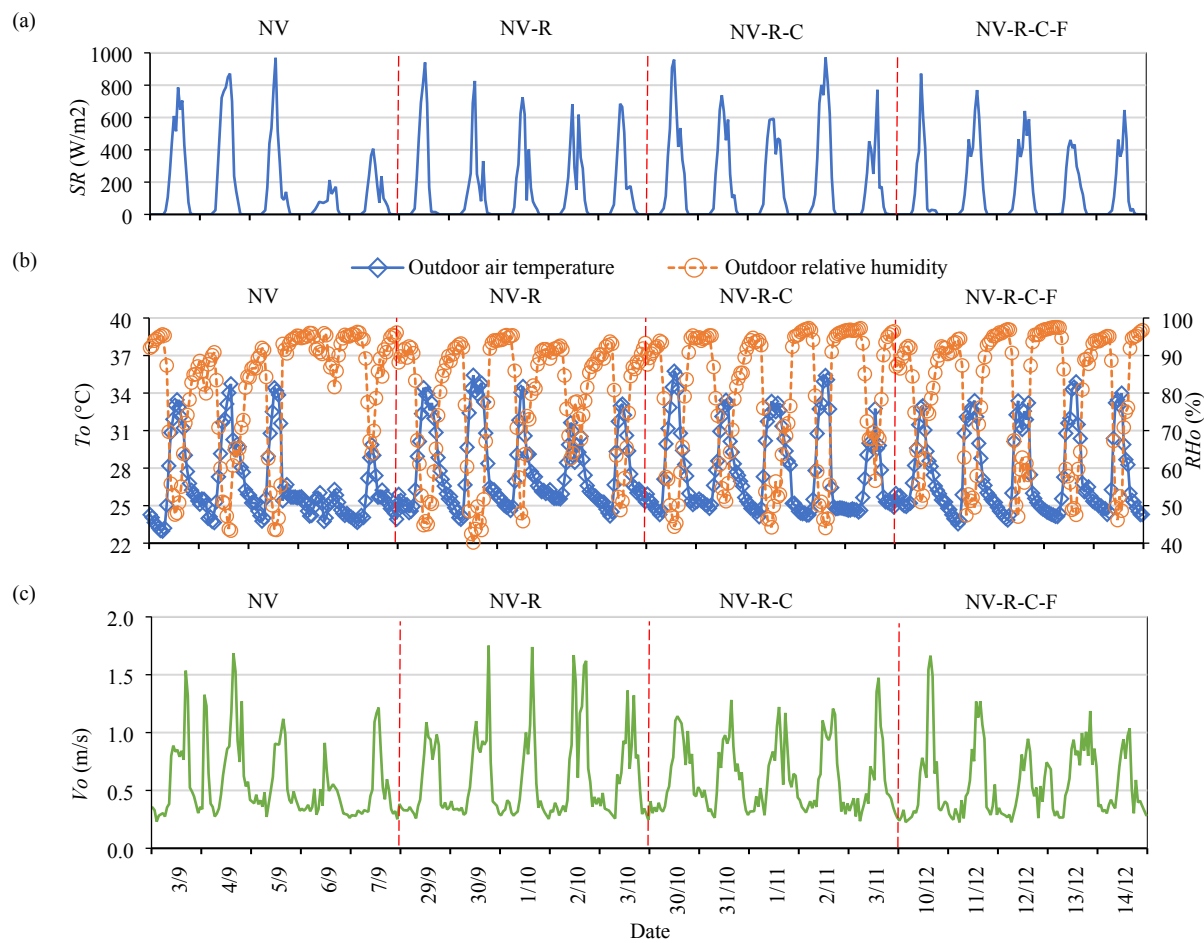 (a)
NV NV-R NV-R-C NV-R-C-F
SR (W/m2)
1000
800
600
400
200
0
(b)
Outdoor air temperature Outdoor relative humidity
NV NV-R NV-R-C NV-R-C-F
To (°C)
40
37
34
31
28
25
22
100
90
80
70
60
50
40
RHo (%)
(c)
NV NV-R NV-R-C NV-R-C-F
Vo (m/s)
2.0
1.5
1.0
0.5
0.0
3/9 4/9 5/9 6/9 7/9 29/9 30/9 1/10 2/10 3/10 30/10 31/10 1/11 2/11 3/11 10/12 11/12 12/12 13/12 14/12
Date